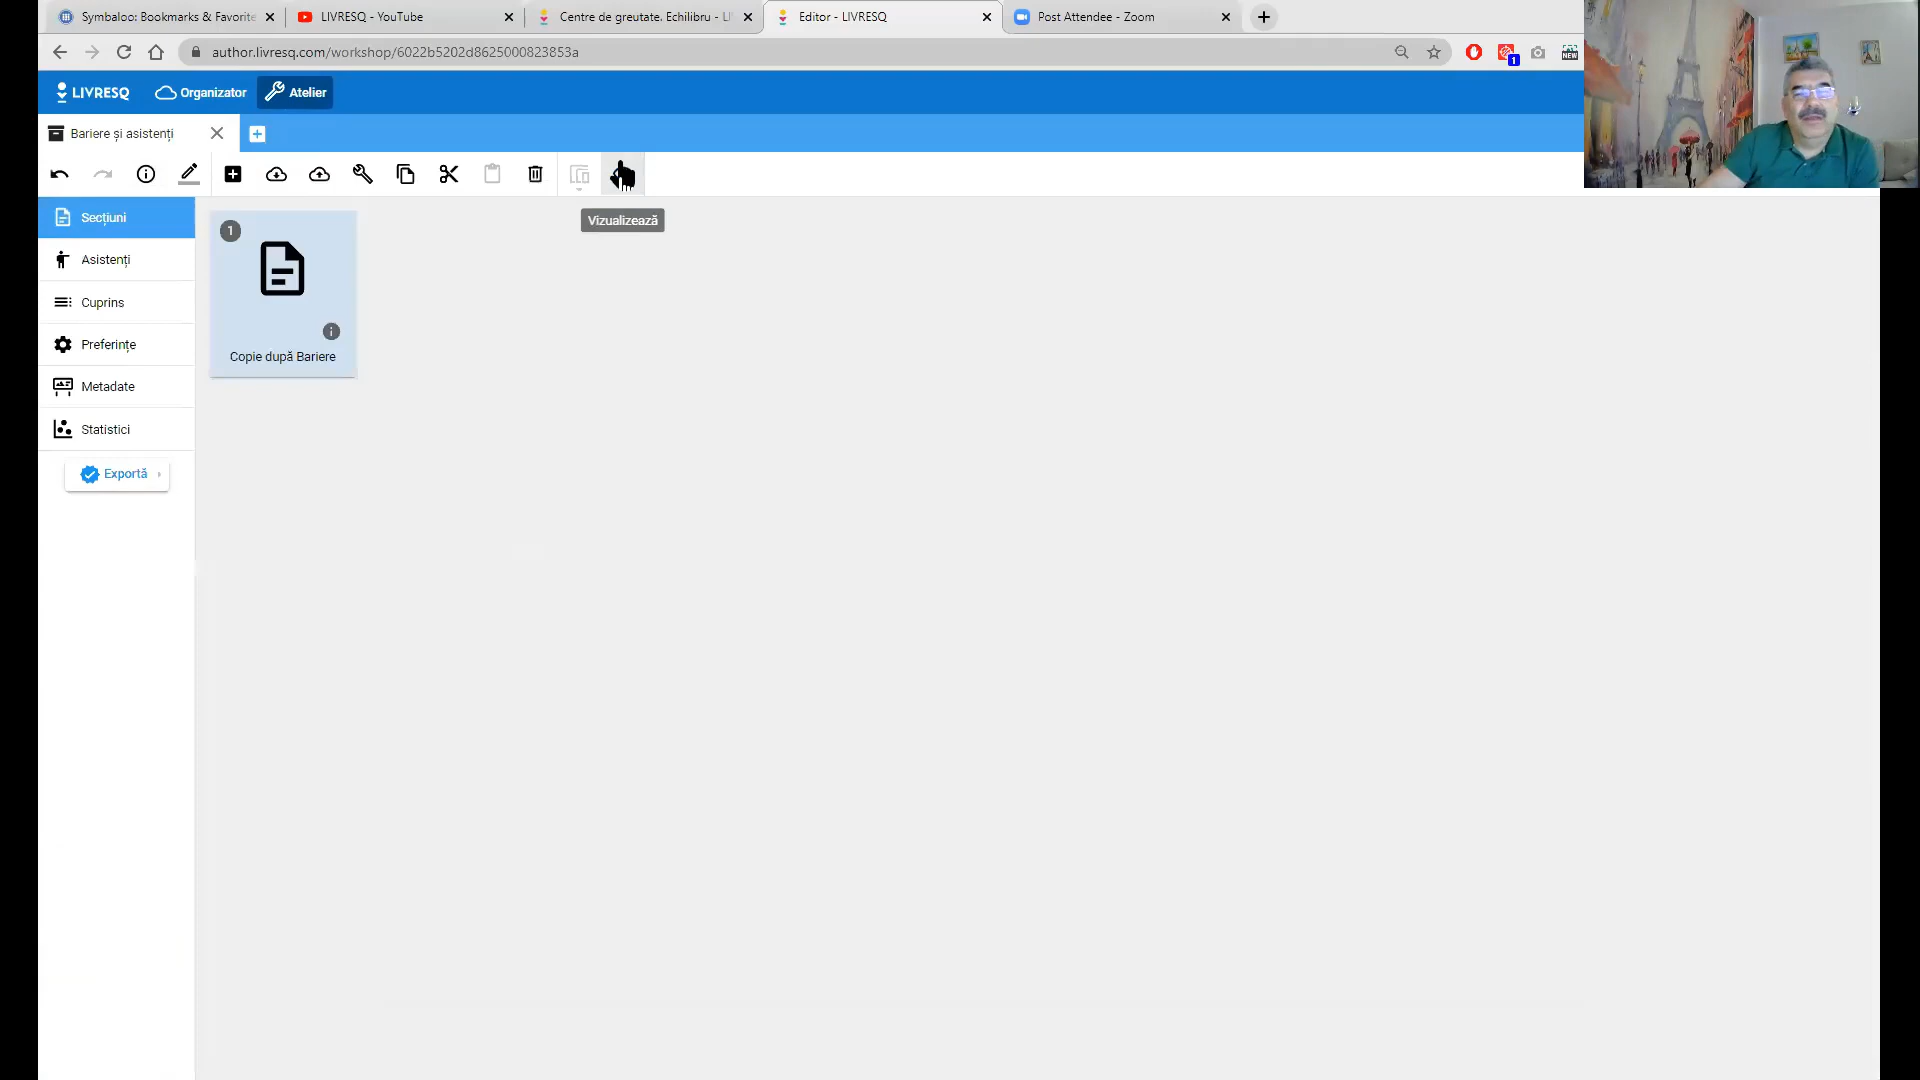 Symbaloo: Bookmarks & Favorite
LIVRESQ - YouTube
Centre de greutate. Echilibru - LI
Editor - LIVRESQ
Post Attendee - Zoom
author.livresq.com/workshop/6022b5202d8625000823853a
1
NEW
LIVRESQ
Organizator
Atelier
Bariere și asistenți
Vizualizează
Secțiuni
Asistenți
Cuprins
Preferințe
Metadate
Statistici
Exportă
1
Copie după Bariere